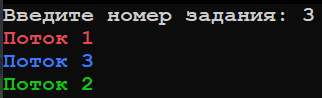 Введите номер задания: 3
Поток 1
Поток 3
Поток 2